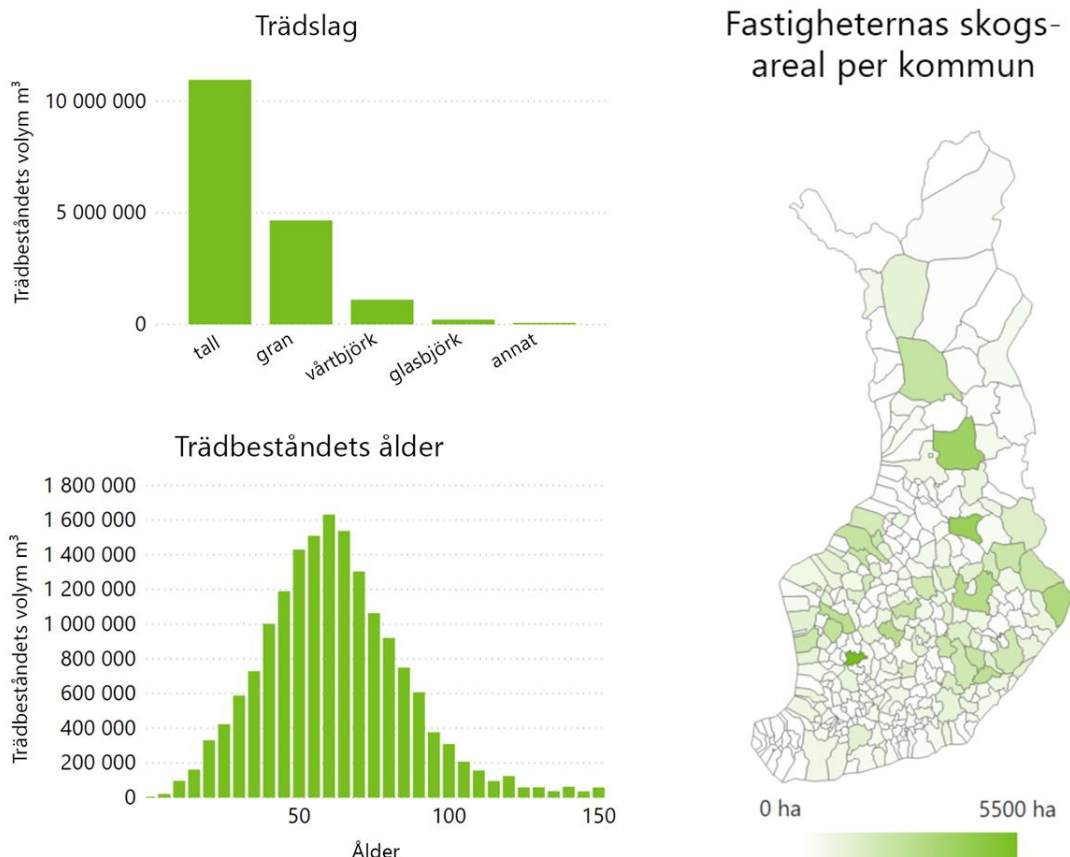 Trädslag
Trädbeståndets volym m³
10 000 000
5 000 000
0
tall
gran
vårtbjörk
glasbjörk
annat
Trädbeståndets ålder
Trädbeståndets volym m³
1 800 000
1 600 000
1 400 000
1 200 000
1 000 000
800 000
600 000
400 000
200 000
0
50
100
150
Ålder
Fastigheternas skogs-
areal per kommun
0 ha
5500 ha